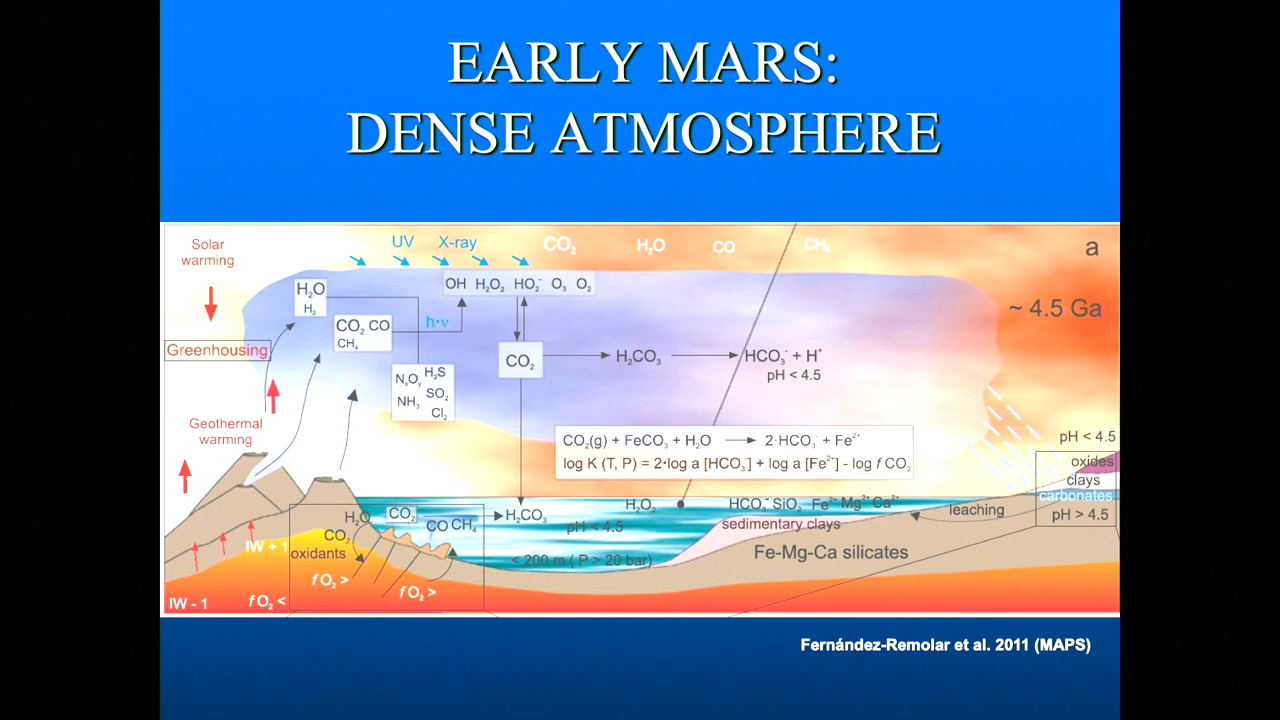 EARLY MARS:
DENSE ATMOSPHERE
Solar
warming
UV X-ray
CO₂ H₂O CO CH₄
a
OH H₂O₂ HO₂⁻ O₃ O₂
H₂O
H₂
~ 4.5 Ga
h·ν
CO₂ CO
CH₄
Greenhousing
CO₂
H₂CO₃
HCO₃⁻ + H⁺
pH < 4.5
NₓOᵧ H₂S
NH₃ SO₂
Cl₂
Geothermal
warming
CO₂(g) + FeCO₃ + H₂O → 2·HCO₃⁻ + Fe²⁺
log K (T, P) = 2·log a [HCO₃⁻] + log a [Fe²⁺] - log f CO₂
pH < 4.5
oxides
clays
carbonates
pH > 4.5
leaching
H₂O
CO₂
oxidants
CO₂
CO CH₄
H₂CO₃
pH < 4.5
H₂O₂
HCO₃⁻ SiO₂ Fe²⁺ Mg²⁺ Ca²⁺
sedimentary clays
Fe-Mg-Ca silicates
< 200 m ( P > 20 bar)
IW + 1
f O₂ >
f O₂ >
IW - 1
f O₂ <
Fernández-Remolar et al. 2011 (MAPS)